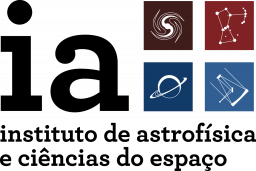 ia
instituto de astrofísica
e ciências do espaço